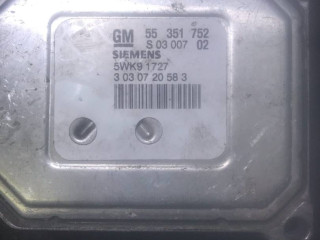 GM 55 351 752
S 03 007 02
SIEMENS
5WK9 1727
3 03 07 20 58 3